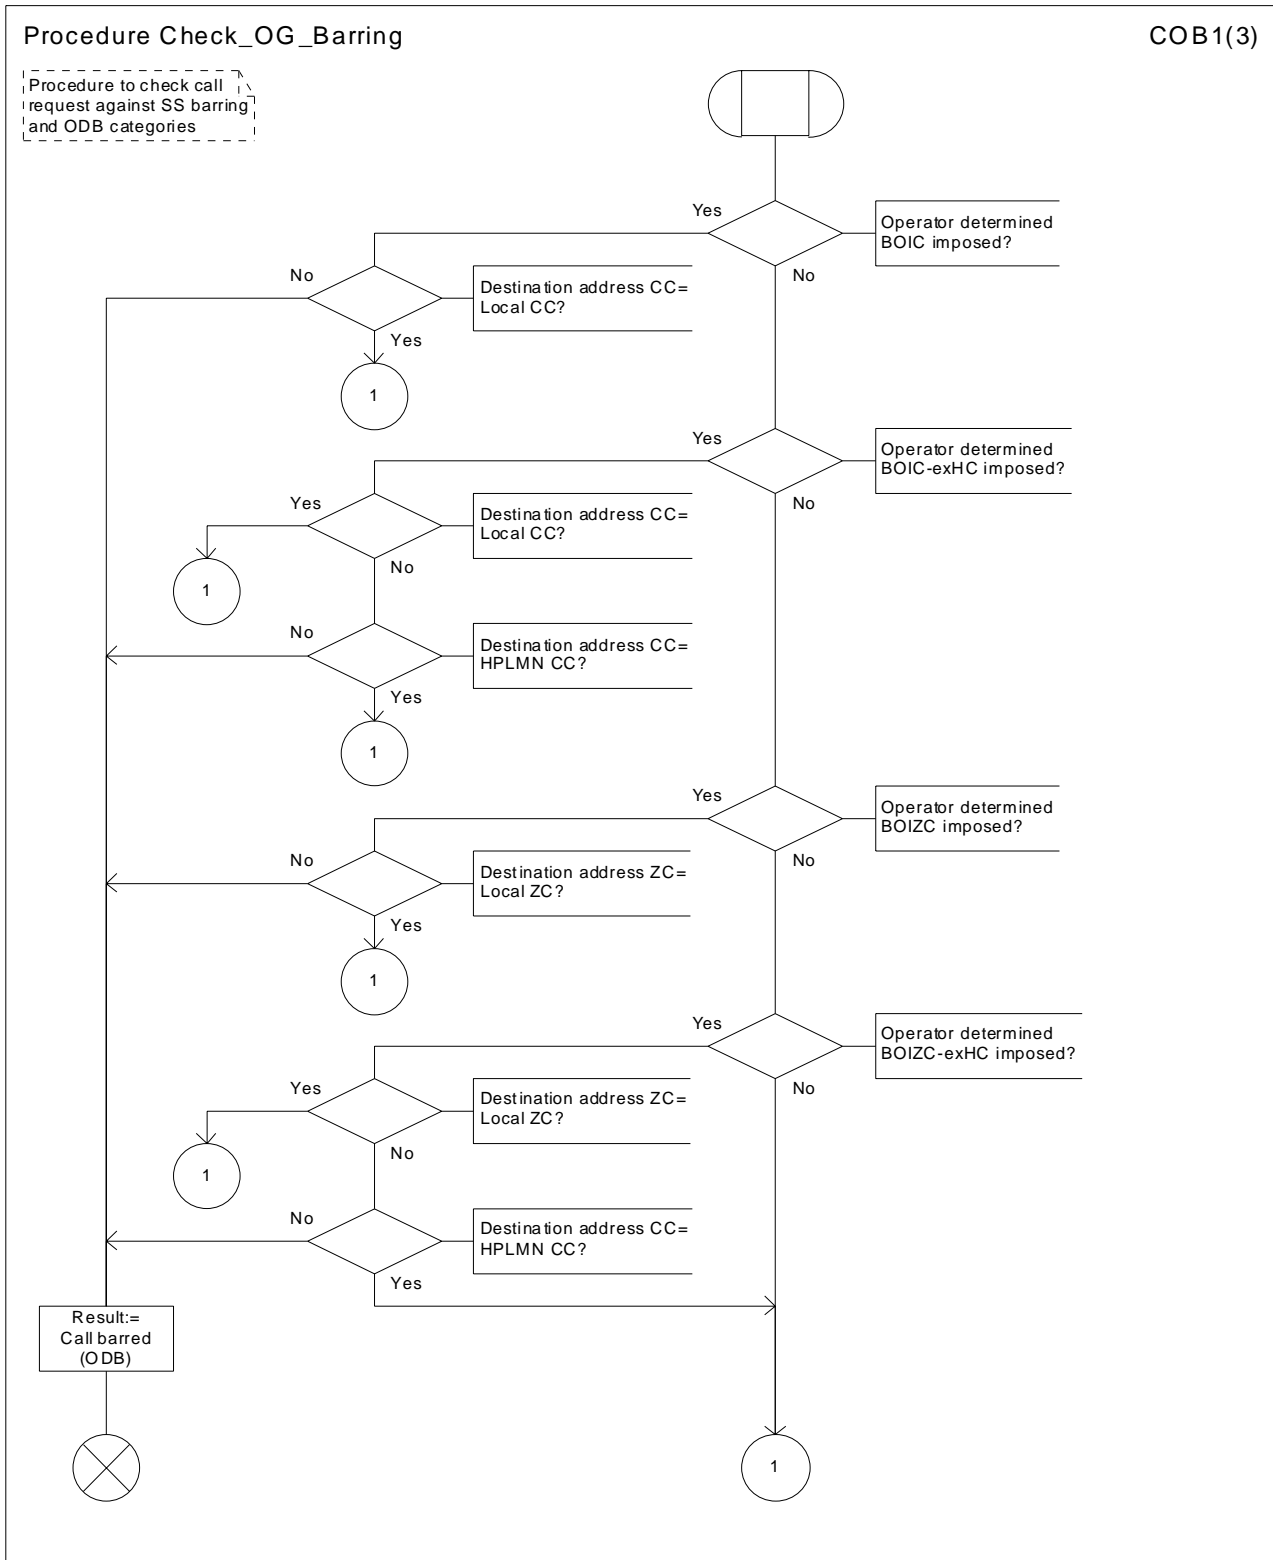 Procedure Check_OG_Barring
COB1(3)
Procedure to check call
request against SS barring
and ODB categories
Yes
Operator determined
BOIC imposed?
No
No
Destination address CC=
Local CC?
Yes
1
Yes
Operator determined
BOIC-exHC imposed?
No
Yes
Destination address CC=
Local CC?
No
1
No
Destination address CC=
HPLMN CC?
Yes
1
Yes
Operator determined
BOIZC imposed?
No
No
Destination address ZC=
Local ZC?
Yes
1
Yes
Operator determined
BOIZC-exHC imposed?
No
Yes
Destination address ZC=
Local ZC?
No
1
No
Destination address CC=
HPLMN CC?
Yes
Result:=
Call barred
(ODB)
1